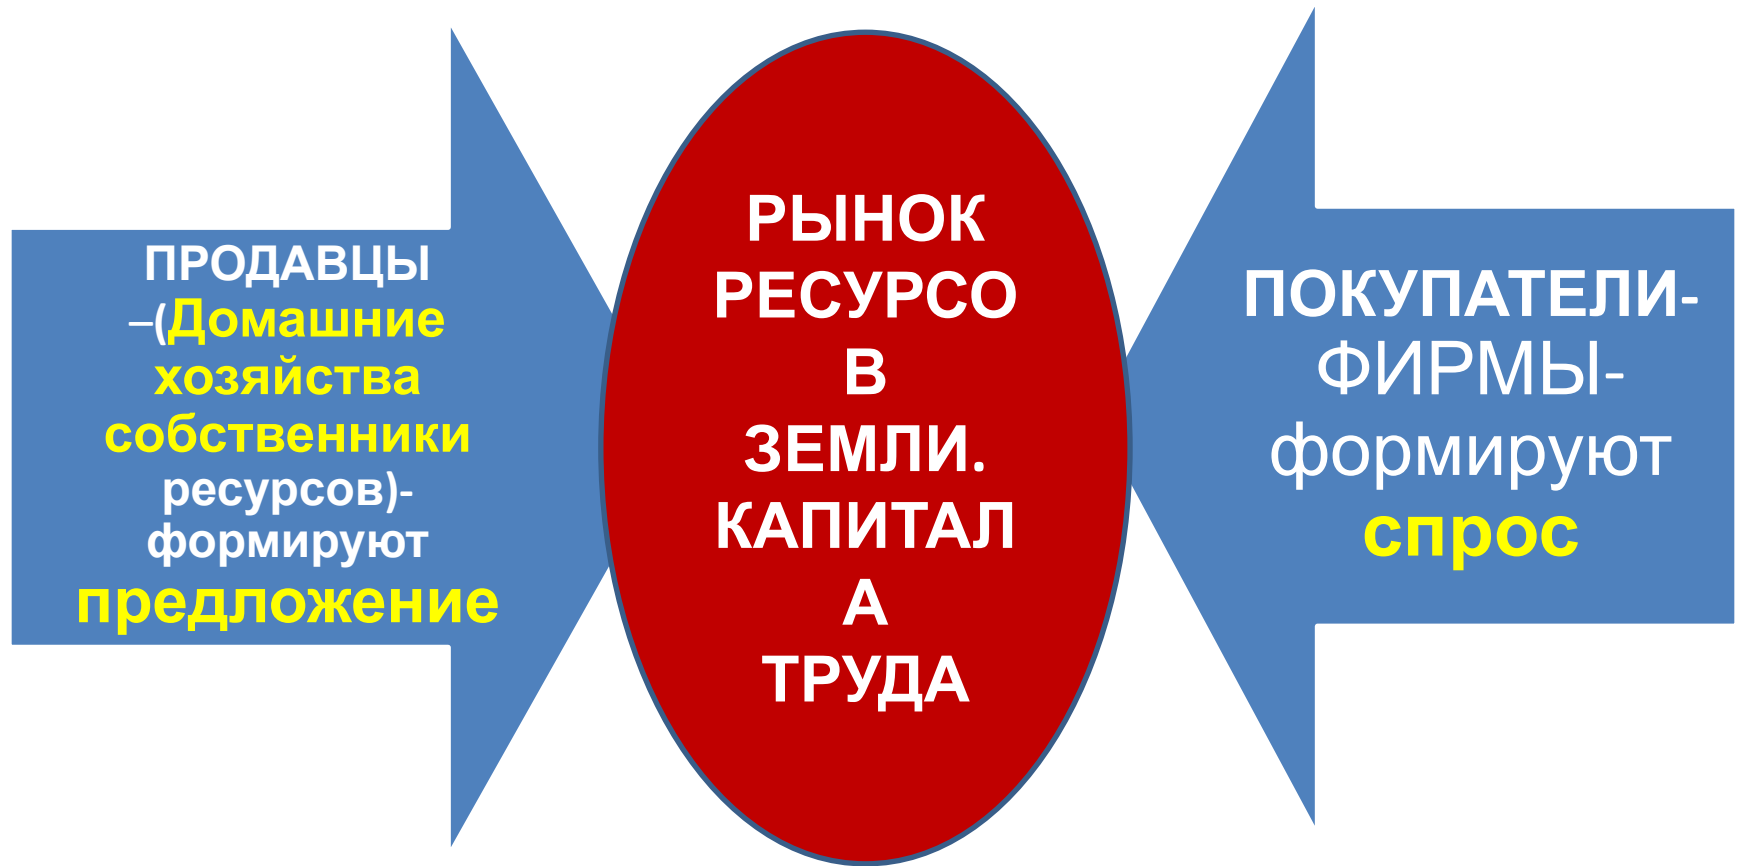 ПРОДАВЦЫ
–(Домашние
хозяйства
собственники
ресурсов)-
формируют
предложение
РЫНОК
РЕСУРСО
В
ЗЕМЛИ.
КАПИТАЛ
А
ТРУДА
ПОКУПАТЕЛИ-
ФИРМЫ-
формируют
спрос